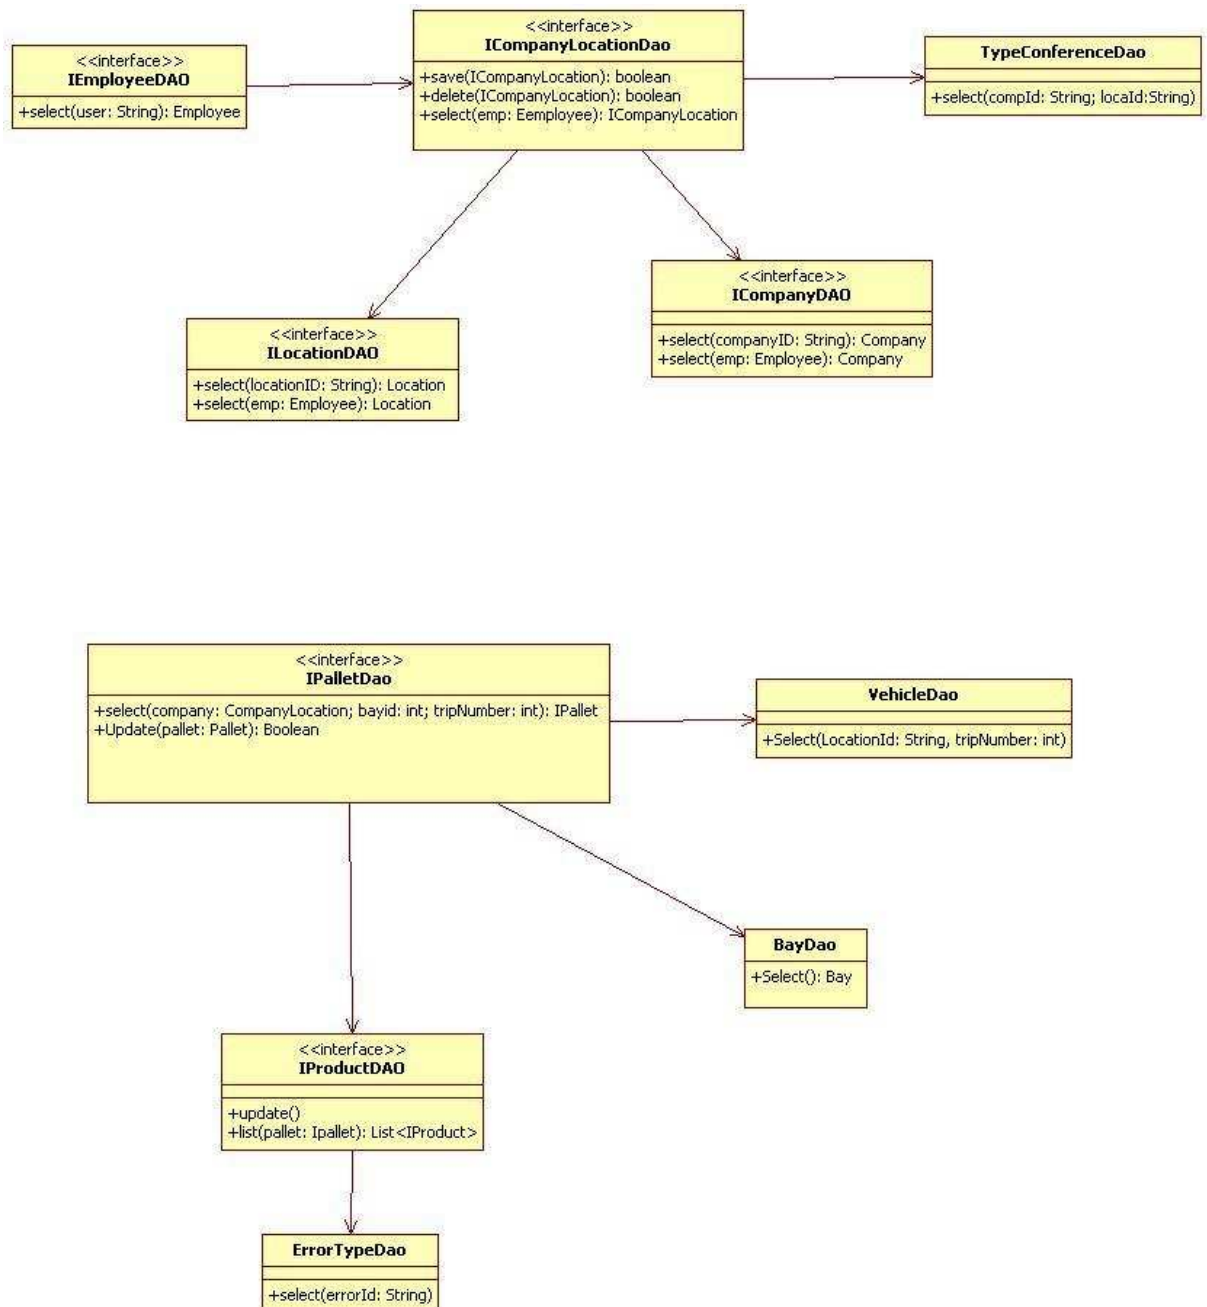 <<interface>>
IEmployeeDAO
+select(user: String): Employee
<<interface>>
ICompanyLocationDao
+save(ICompanyLocation): boolean
+delete(ICompanyLocation): boolean
+select(emp: Eemployee): ICompanyLocation
TypeConferenceDao
+select(compId: String; locaId:String)
<<interface>>
ILocationDAO
+select(locationID: String): Location
+select(emp: Employee): Location
<<interface>>
ICompanyDAO
+select(companyID: String): Company
+select(emp: Employee): Company
<<interface>>
IPalletDao
+select(company: CompanyLocation; bayid: int; tripNumber: int): IPallet
+Update(pallet: Pallet): Boolean
VehicleDao
+Select(LocationId: String, tripNumber: int)
BayDao
+Select(): Bay
<<interface>>
IProductDAO
+update()
+list(pallet: Ipallet): List<IProduct>
ErrorTypeDao
+select(errorId: String)